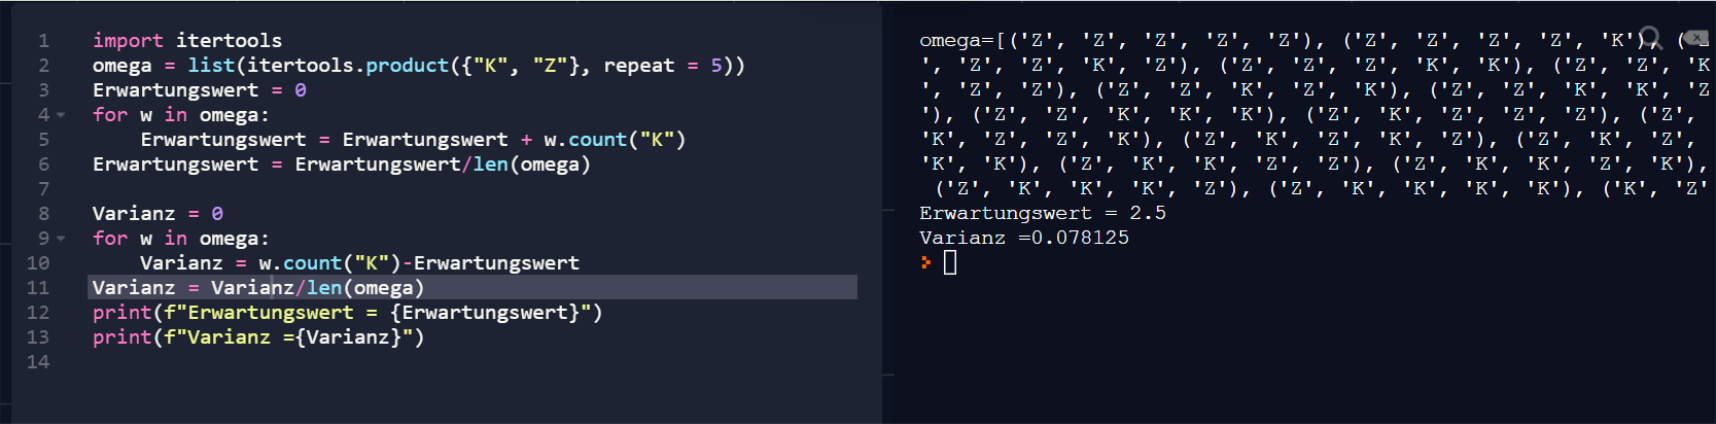 1 import itertools
2 omega = list(itertools.product({"K", "Z"}, repeat = 5))
3 Erwartungswert = 0
4 for w in omega:
5     Erwartungswert = Erwartungswert + w.count("K")
6 Erwartungswert = Erwartungswert/len(omega)
7
8 Varianz = 0
9 for w in omega:
10     Varianz = w.count("K")-Erwartungswert
11 Varianz = Varianz/len(omega)
12 print(f"Erwartungswert = {Erwartungswert}")
13 print(f"Varianz ={Varianz}")
14
omega=[('Z', 'Z', 'Z', 'Z', 'Z'), ('Z', 'Z', 'Z', 'Z', 'K'), (
', 'Z', 'Z', 'K', 'Z'), ('Z', 'Z', 'Z', 'K', 'K'), ('Z', 'Z', 'K
', 'Z', 'Z'), ('Z', 'Z', 'K', 'Z', 'K'), ('Z', 'Z', 'K', 'K', 'Z
'), ('Z', 'Z', 'K', 'K', 'K'), ('Z', 'K', 'Z', 'Z', 'Z'), ('Z',
'K', 'Z', 'Z', 'K'), ('Z', 'K', 'Z', 'K', 'Z'), ('Z', 'K', 'Z',
'K', 'K'), ('Z', 'K', 'K', 'Z', 'Z'), ('Z', 'K', 'K', 'Z', 'K'),
('Z', 'K', 'K', 'K', 'Z'), ('Z', 'K', 'K', 'K', 'K'), ('K', 'Z'
Erwartungswert = 2.5
Varianz =0.078125